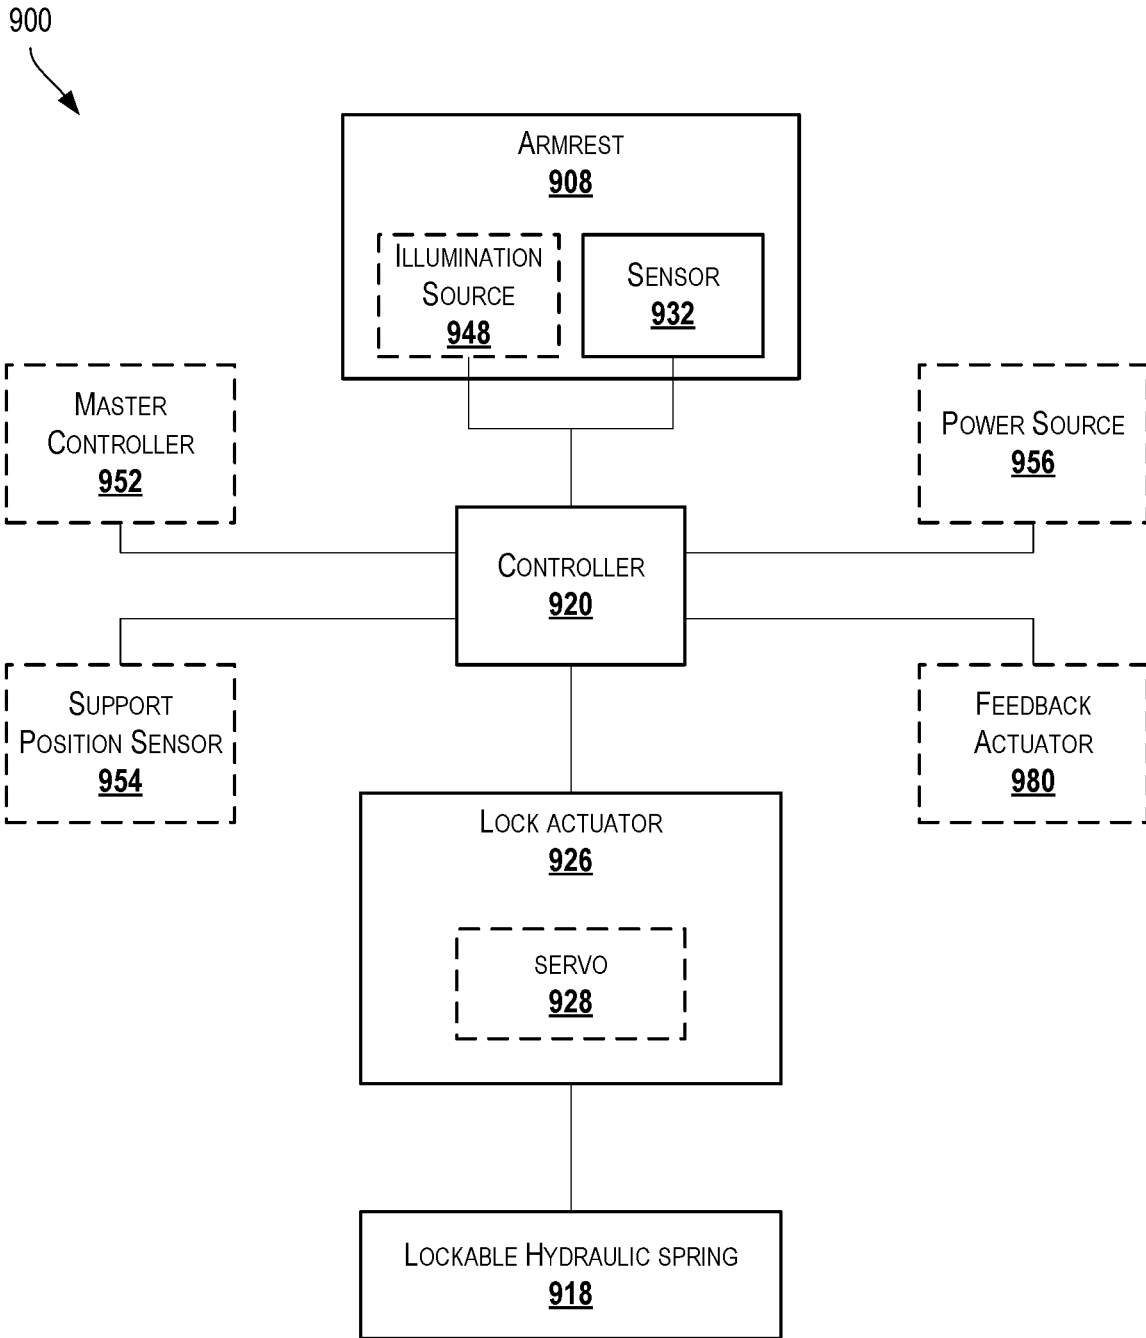 900
ARMREST
908
ILLUMINATION
SOURCE
948
SENSOR
932
MASTER
CONTROLLER
952
POWER SOURCE
956
CONTROLLER
920
SUPPORT
POSITION SENSOR
954
FEEDBACK
ACTUATOR
980
LOCK ACTUATOR
926
SERVO
928
LOCKABLE HYDRAULIC SPRING
918